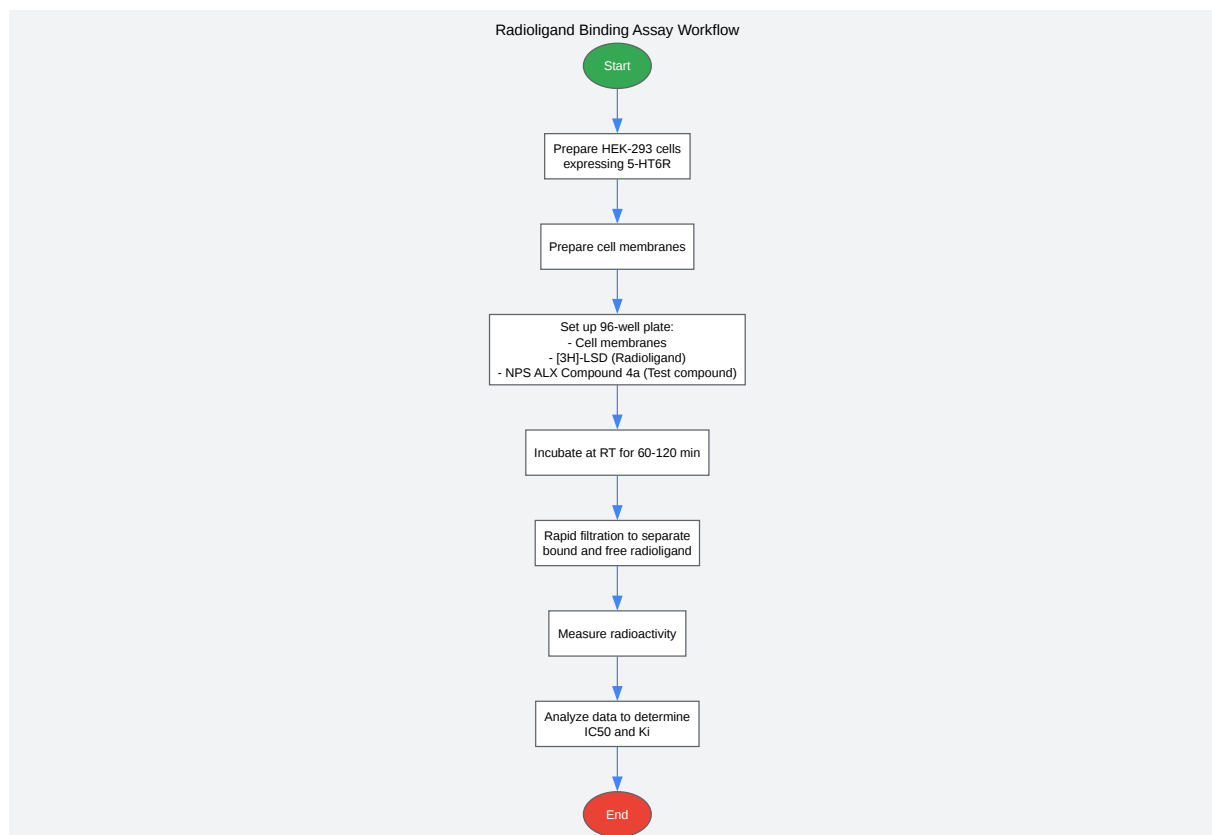 Radioligand Binding Assay Workflow
Start
Prepare HEK-293 cells
expressing 5-HT6R
Prepare cell membranes
Set up 96-well plate:
- Cell membranes
- [3H]-LSD (Radioligand)
- NPS ALX Compound 4a (Test compound)
Incubate at RT for 60-120 min
Rapid filtration to separate
bound and free radioligand
Measure radioactivity
Analyze data to determine
IC50 and Ki
End